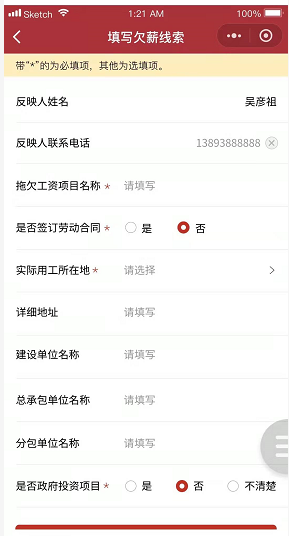 Sketch 1:21 AM 100%
填写欠薪线索
带"*"的为必填项，其他为选填项。
反映人姓名 吴彦祖
反映人联系电话 13893888888
拖欠工资项目名称 * 请填写
是否签订劳动合同 * 是 否
实际用工所在地 * 请选择
详细地址 请填写
建设单位名称 请填写
总承包单位名称 请填写
分包单位名称 请填写
是否政府投资项目 * 是 否 不清楚